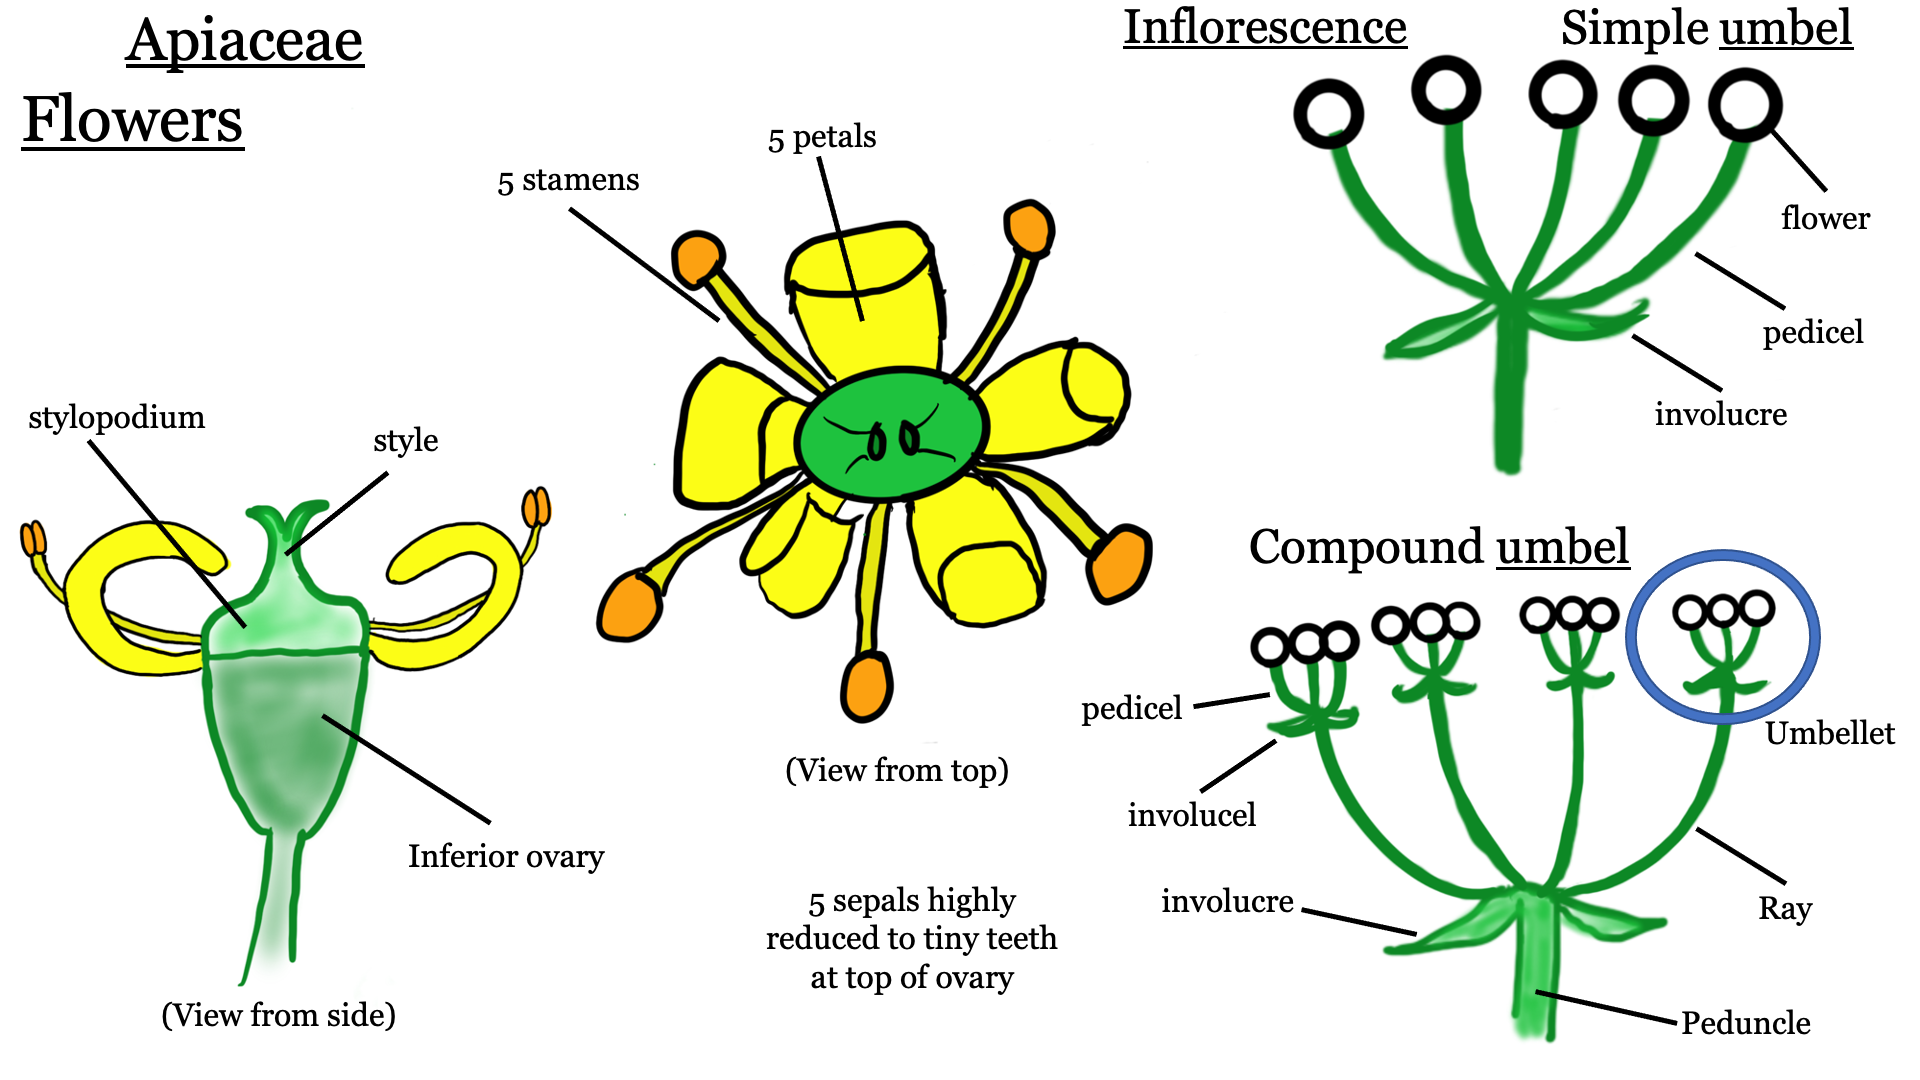 Apiaceae
Flowers
5 petals
5 stamens
stylopodium
style
Inferior ovary
(View from side)
(View from top)
5 sepals highly
reduced to tiny teeth
at top of ovary
Inflorescence
Simple umbel
flower
pedicel
involucre
Compound umbel
pedicel
involucel
Umbellet
involucre
Ray
Peduncle